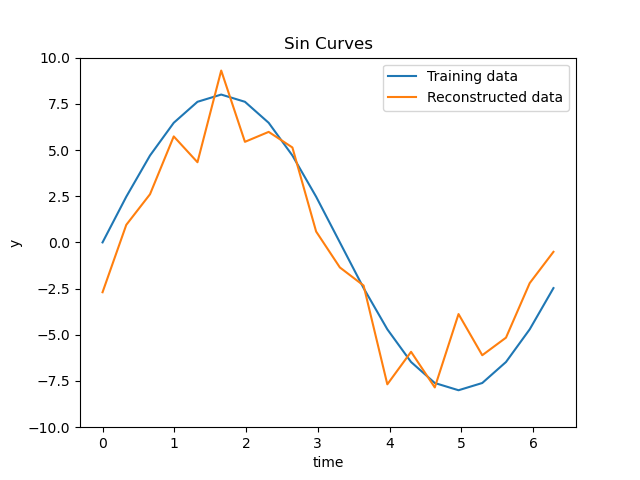 Sin Curves
Training data
Reconstructed data
10.0
7.5
5.0
2.5
0.0
−2.5
−5.0
−7.5
−10.0
y
0 1 2 3 4 5 6
time